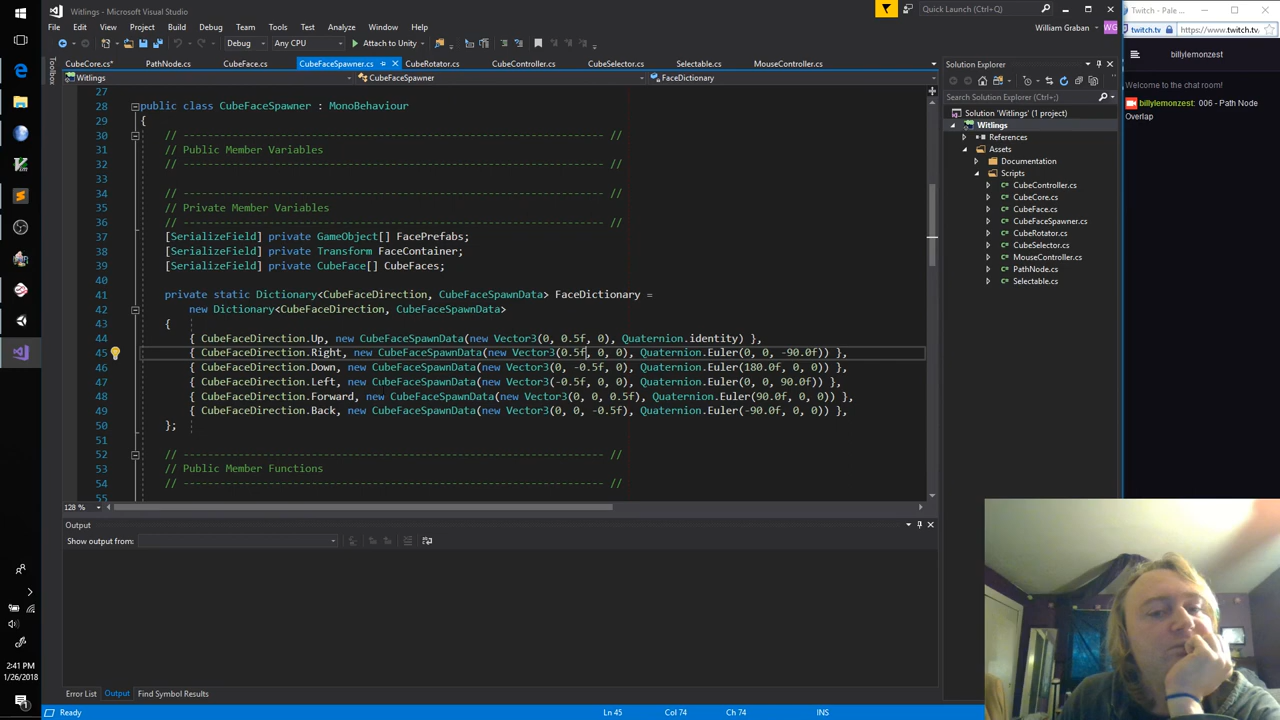 Witlings - Microsoft Visual Studio
Quick Launch (Ctrl+Q)
File Edit View Project Build Debug Team Tools Test Analyze Window Help
William Graban WG
Debug Any CPU Attach to Unity
CubeCore.cs* PathNode.cs CubeFace.cs CubeFaceSpawner.cs CubeRotator.cs CubeController.cs CubeSelector.cs Selectable.cs MouseController.cs
Witlings CubeFaceSpawner FaceDictionary
Toolbox
27
28 public class CubeFaceSpawner : MonoBehaviour
29 {
30 // -------------------------------------------------------------------- //
31 // Public Member Variables
32 // -------------------------------------------------------------------- //
33
34 // -------------------------------------------------------------------- //
35 // Private Member Variables
36 // -------------------------------------------------------------------- //
37 [SerializeField] private GameObject[] FacePrefabs;
38 [SerializeField] private Transform FaceContainer;
39 [SerializeField] private CubeFace[] CubeFaces;
40
41 private static Dictionary<CubeFaceDirection, CubeFaceSpawnData> FaceDictionary =
42 new Dictionary<CubeFaceDirection, CubeFaceSpawnData>
43 {
44 { CubeFaceDirection.Up, new CubeFaceSpawnData(new Vector3(0, 0.5f, 0), Quaternion.identity) },
45 { CubeFaceDirection.Right, new CubeFaceSpawnData(new Vector3(0.5f, 0, 0), Quaternion.Euler(0, 0, -90.0f)) },
46 { CubeFaceDirection.Down, new CubeFaceSpawnData(new Vector3(0, -0.5f, 0), Quaternion.Euler(180.0f, 0, 0)) },
47 { CubeFaceDirection.Left, new CubeFaceSpawnData(new Vector3(-0.5f, 0, 0), Quaternion.Euler(0, 0, 90.0f)) },
48 { CubeFaceDirection.Forward, new CubeFaceSpawnData(new Vector3(0, 0, 0.5f), Quaternion.Euler(90.0f, 0, 0)) },
49 { CubeFaceDirection.Back, new CubeFaceSpawnData(new Vector3(0, 0, -0.5f), Quaternion.Euler(-90.0f, 0, 0)) },
50 };
51
52 // -------------------------------------------------------------------- //
53 // Public Member Functions
54 // -------------------------------------------------------------------- //
55
128 %
Output
Show output from:
Error List Output Find Symbol Results
Ready Ln 45 Col 74 Ch 74 INS
Solution Explorer
Search Solution Explorer (Ctrl+;)
Solution 'Witlings' (1 project)
Witlings
References
Assets
Documentation
Scripts
CubeController.cs
CubeCore.cs
CubeFace.cs
CubeFaceSpawner.cs
CubeRotator.cs
CubeSelector.cs
MouseController.cs
PathNode.cs
Selectable.cs
Twitch - Pale ...
twitch.tv https://www.twitch.tv
billylemonzest
Welcome to the chat room!
billylemonzest: 006 - Path Node
Overlap
2:41 PM
1/26/2018